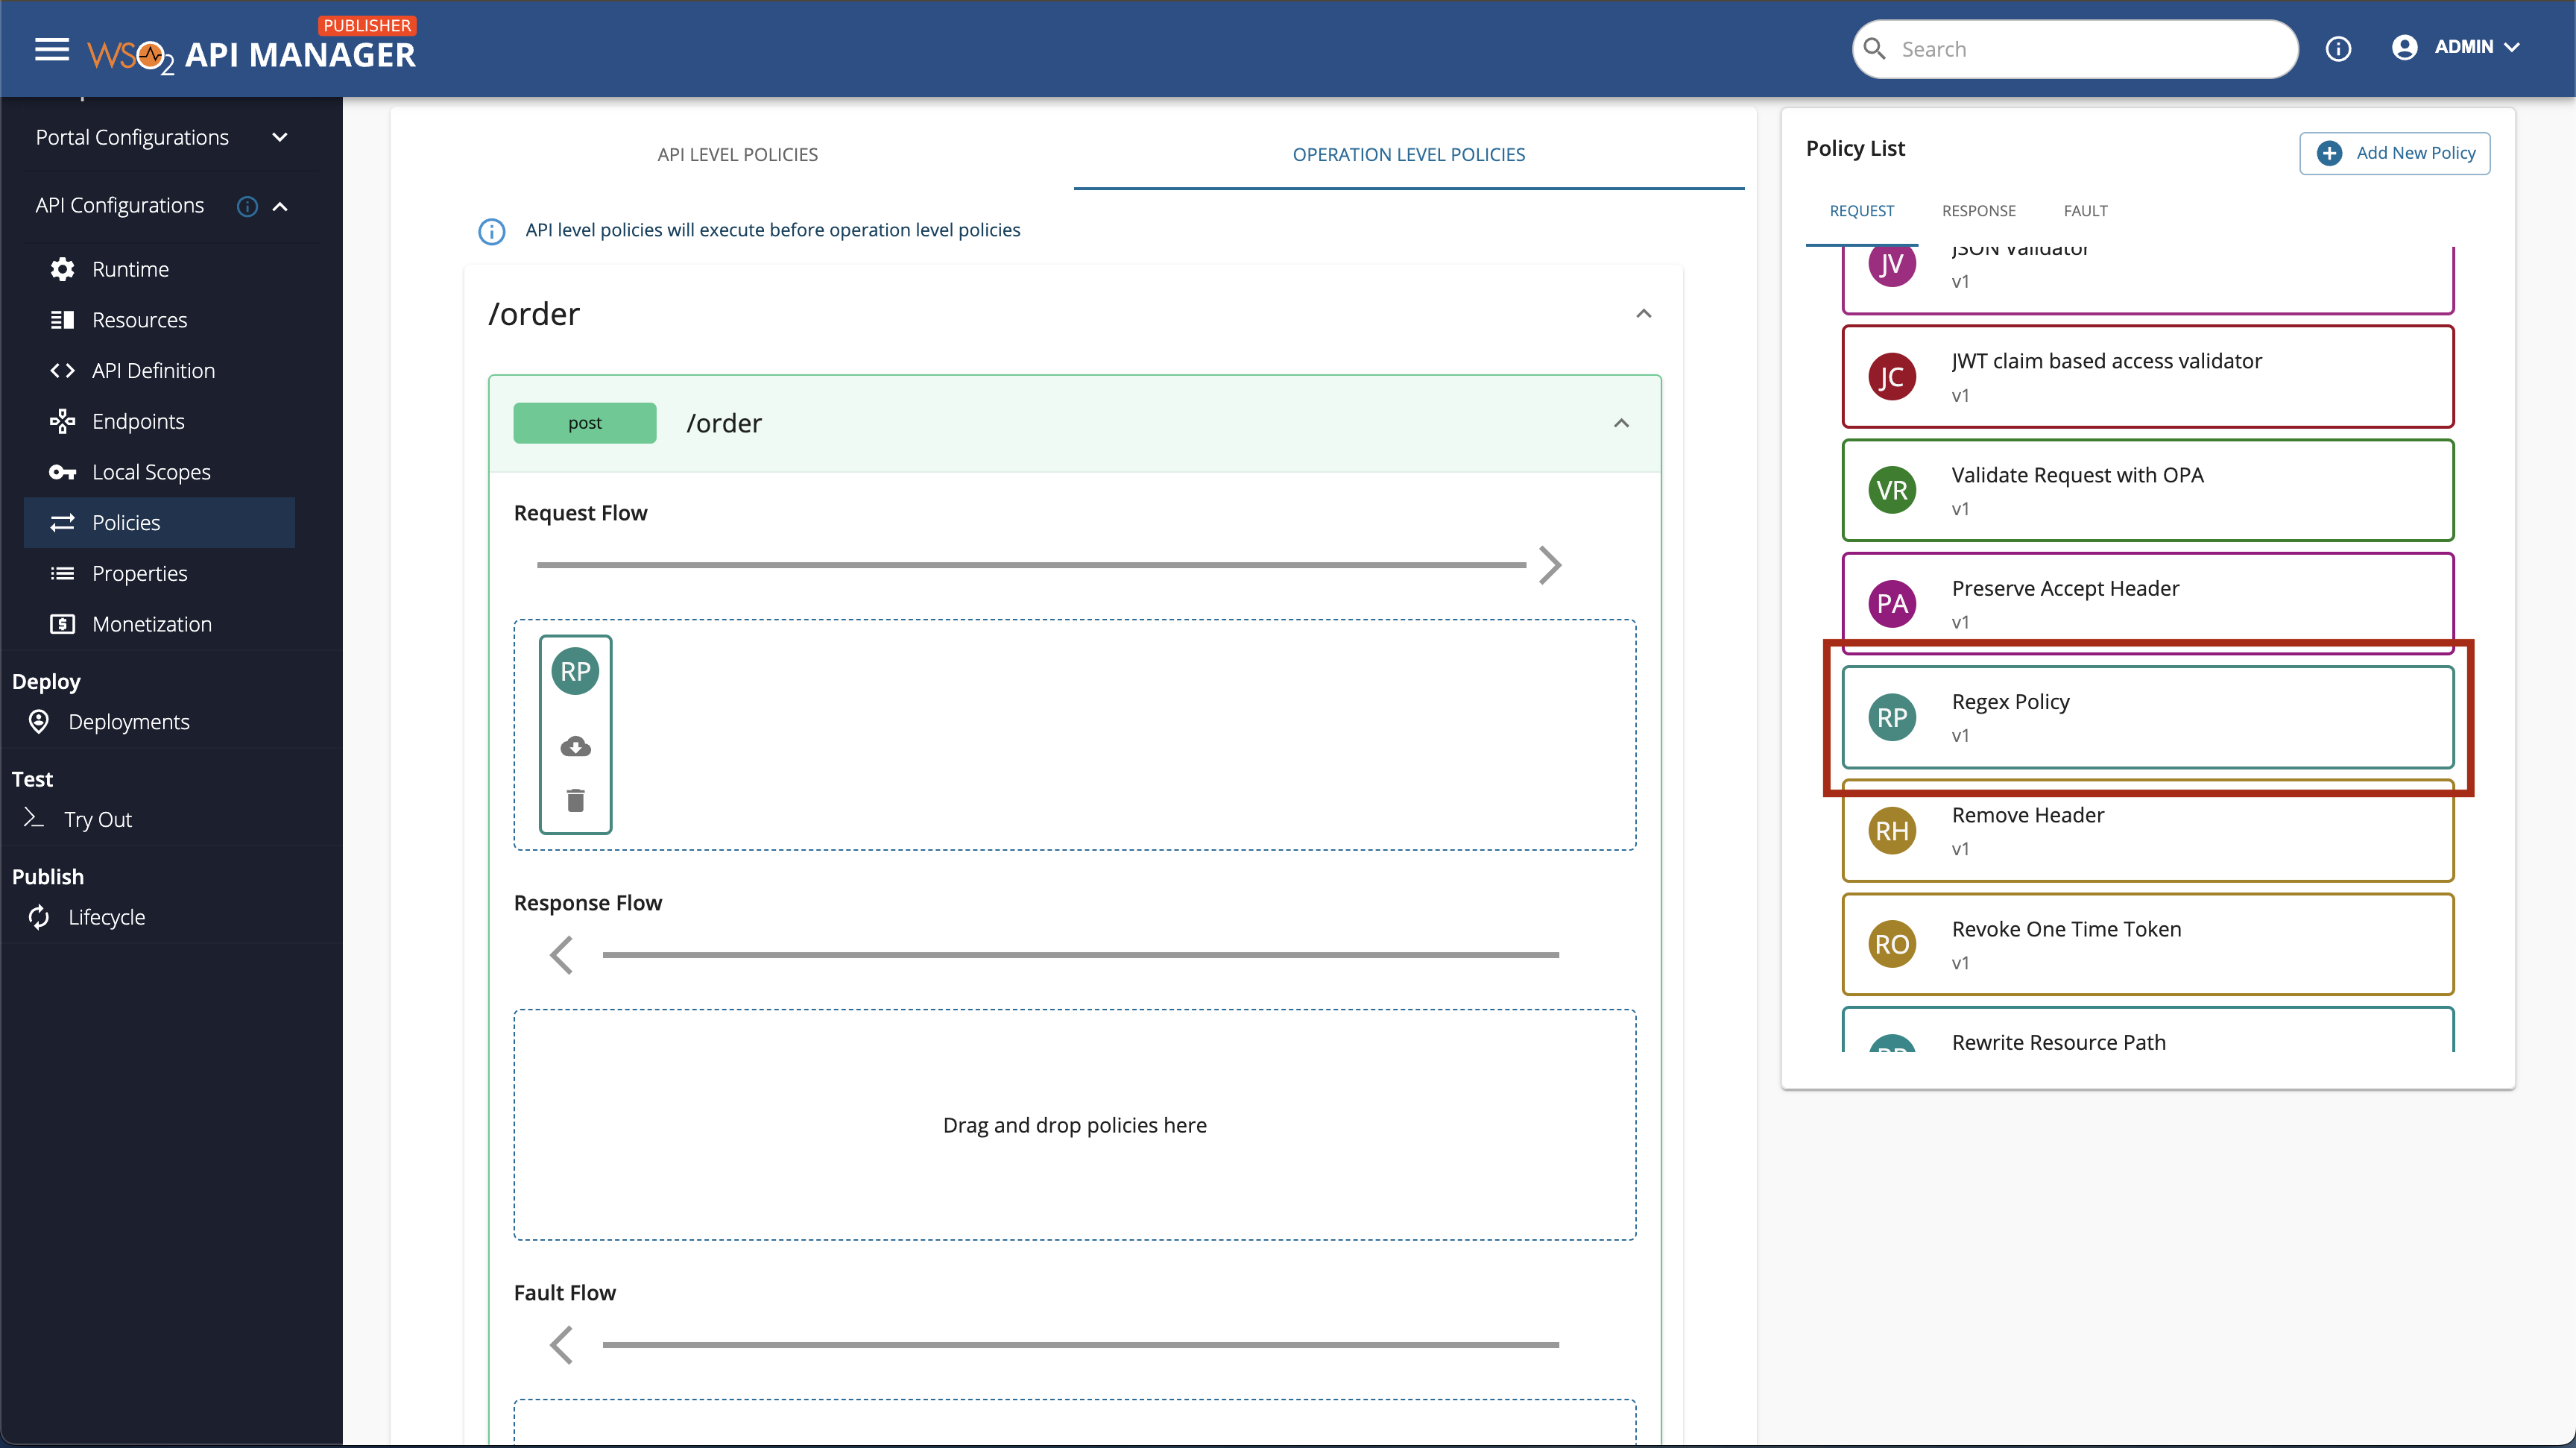 PUBLISHER
WSO2 API MANAGER
Search
ADMIN
Portal Configurations
API Configurations
Runtime
Resources
API Definition
Endpoints
Local Scopes
Policies
Properties
Monetization
Deploy
Deployments
Test
Try Out
Publish
Lifecycle
API LEVEL POLICIES
OPERATION LEVEL POLICIES
API level policies will execute before operation level policies
/order
post
/order
Request Flow
RP
Response Flow
Drag and drop policies here
Fault Flow
Policy List
Add New Policy
REQUEST
RESPONSE
FAULT
JV
JSON Validator
v1
JC
JWT claim based access validator
v1
VR
Validate Request with OPA
v1
PA
Preserve Accept Header
v1
RP
Regex Policy
v1
RH
Remove Header
v1
RO
Revoke One Time Token
v1
Rewrite Resource Path